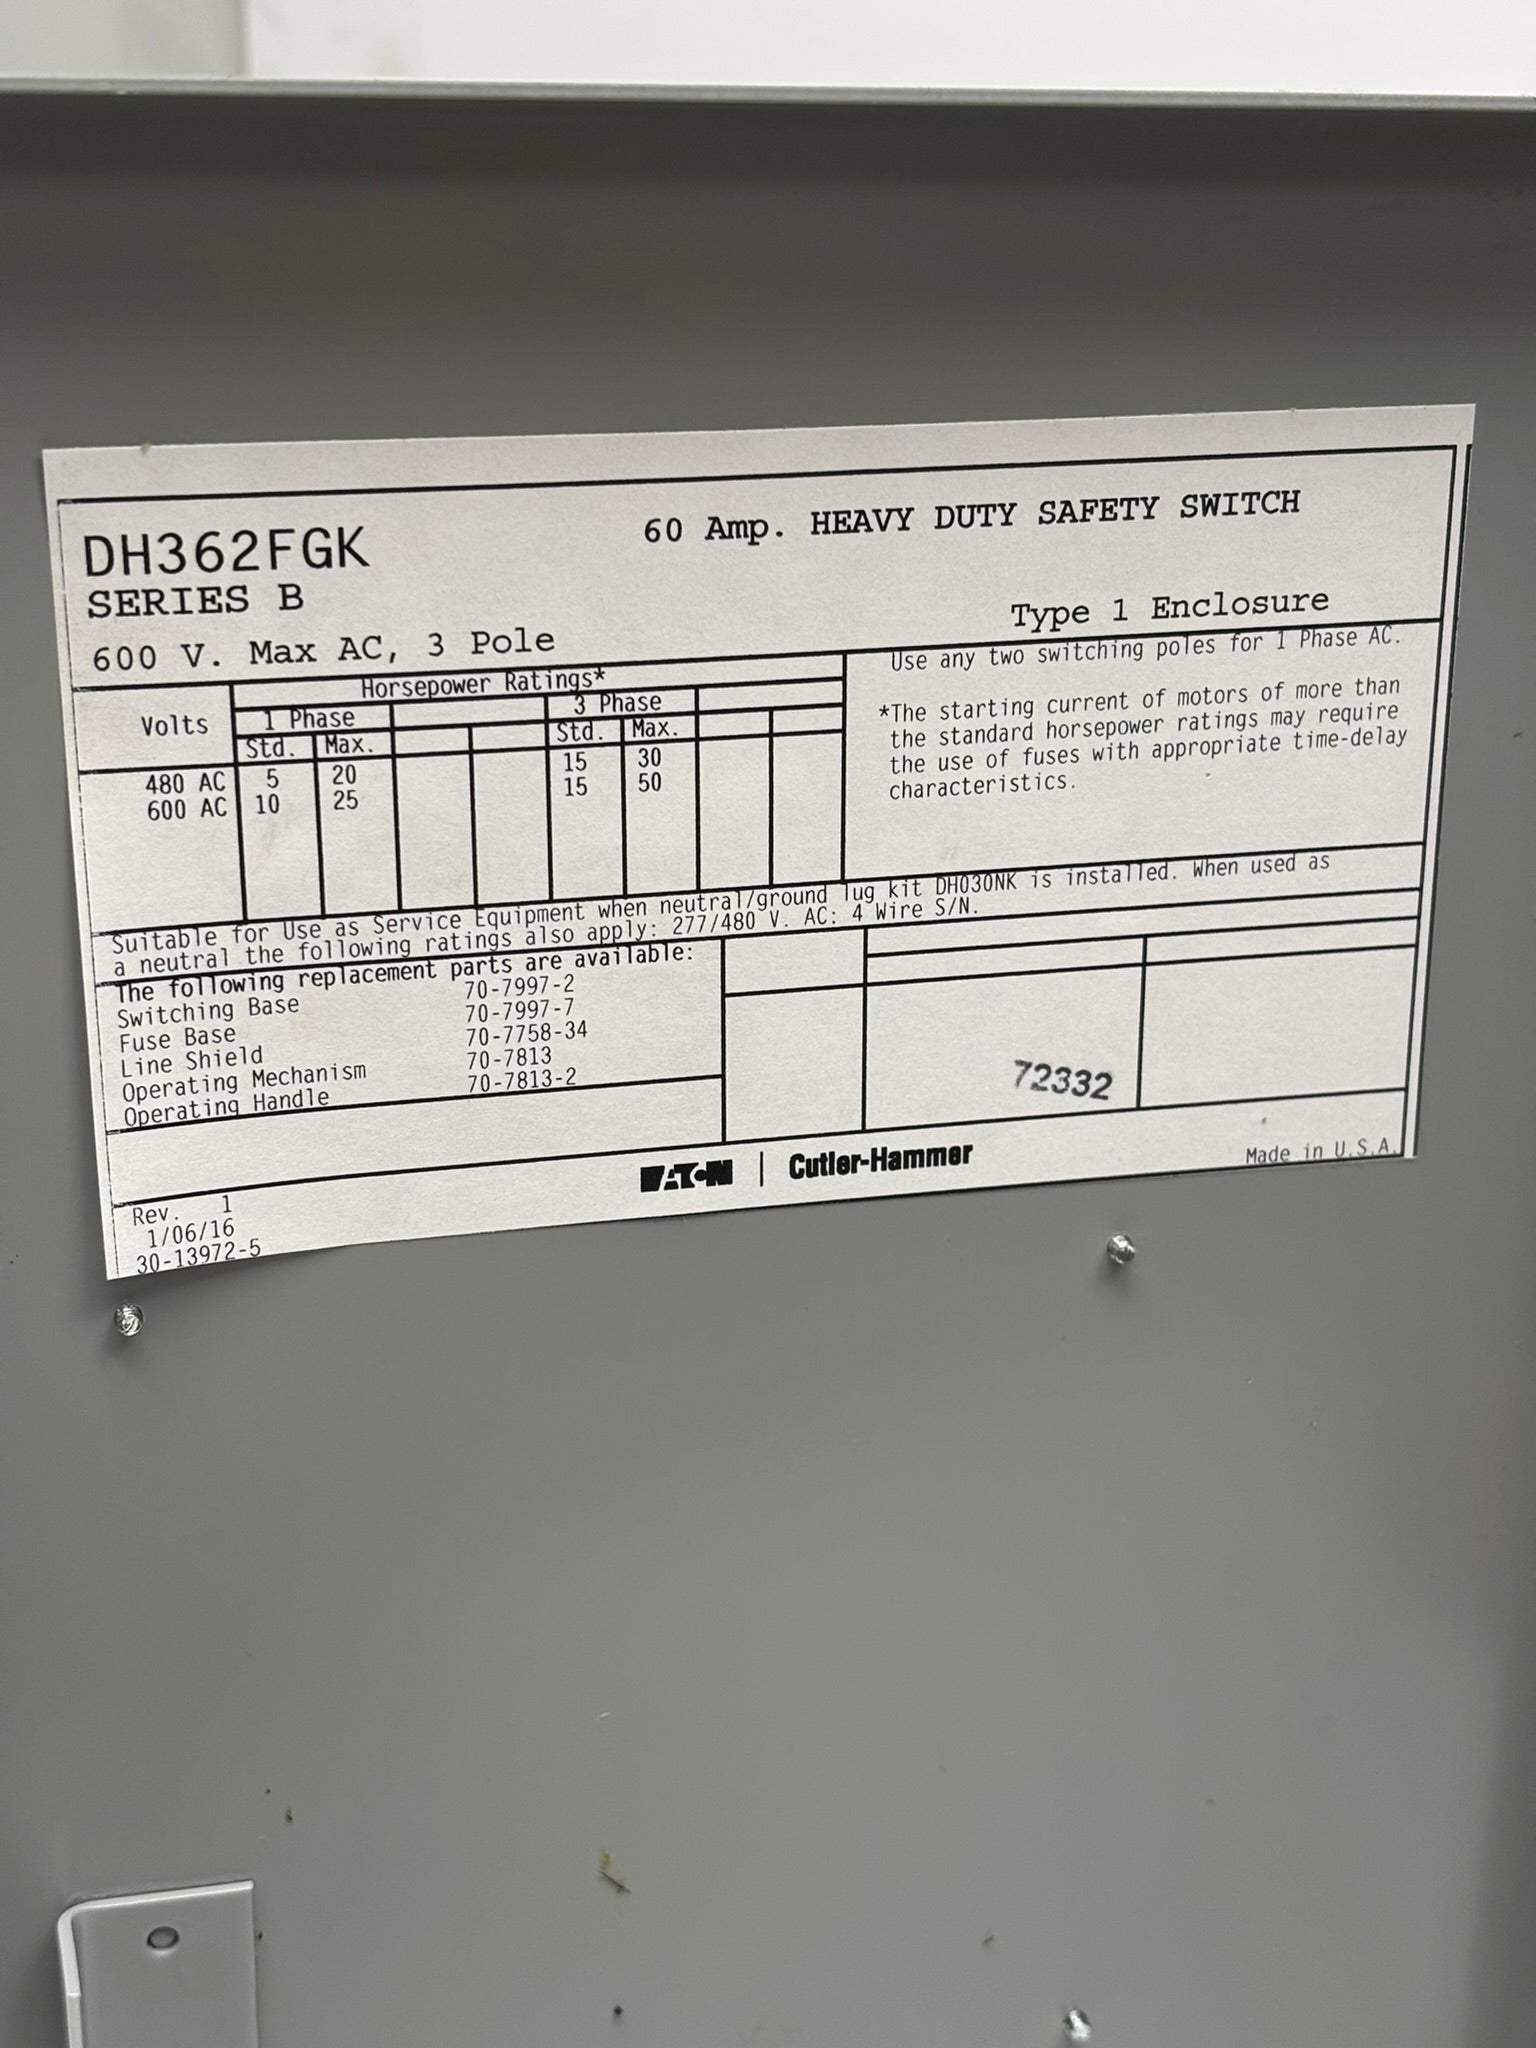 DH362FGK
60 Amp. HEAVY DUTY SAFETY SWITCH
SERIES B
Type 1 Enclosure
600 V. Max AC, 3 Pole
Volts
Horsepower Ratings*
1 Phase
3 Phase
Std. Max. Std. Max.
480 AC 5 20 15 30
600 AC 10 25 15 50
Use any two switching poles for 1 Phase AC.
*The starting current of motors of more than
the standard horsepower ratings may require
the use of fuses with appropriate time-delay
characteristics.
Suitable for Use as Service Equipment when neutral/ground lug kit DH030NK is installed. When used as
a neutral the following ratings also apply: 277/480 V. AC: 4 Wire S/N.
The following replacement parts are available:
Switching Base 70-7997-2
Fuse Base 70-7997-7
Line Shield 70-7758-34
Operating Mechanism 70-7813
Operating Handle 70-7813-2
72332
EATON | Cutler-Hammer
Made in U.S.A.
Rev. 1
1/06/16
30-13972-5